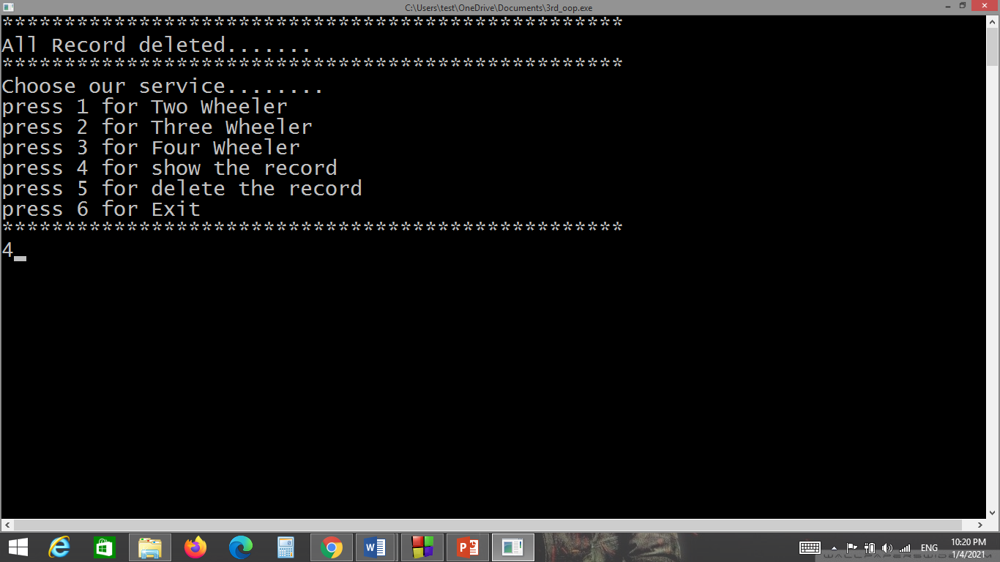 C:\Users\test\OneDrive\Documents\3rd_oop.exe
**************************************************
All Record deleted.......
**************************************************
Choose our service........
press 1 for Two Wheeler
press 2 for Three Wheeler
press 3 for Four Wheeler
press 4 for show the record
press 5 for delete the record
press 6 for Exit
**************************************************
4_
ENG
10:20 PM
1/4/2021